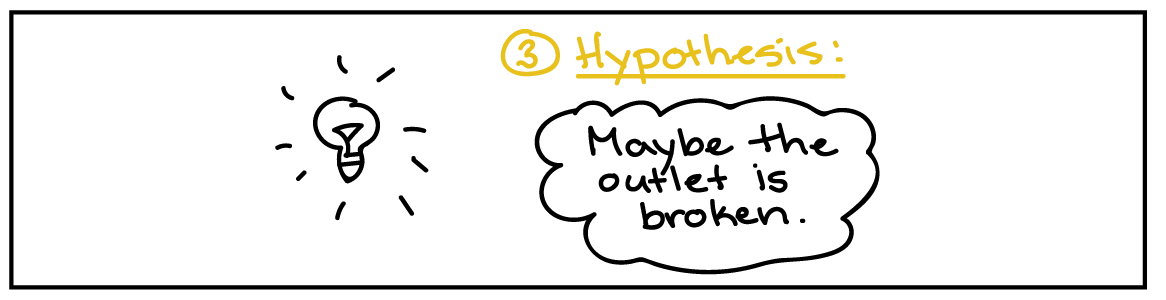 ③ Hypothesis:
Maybe the
outlet is
broken.